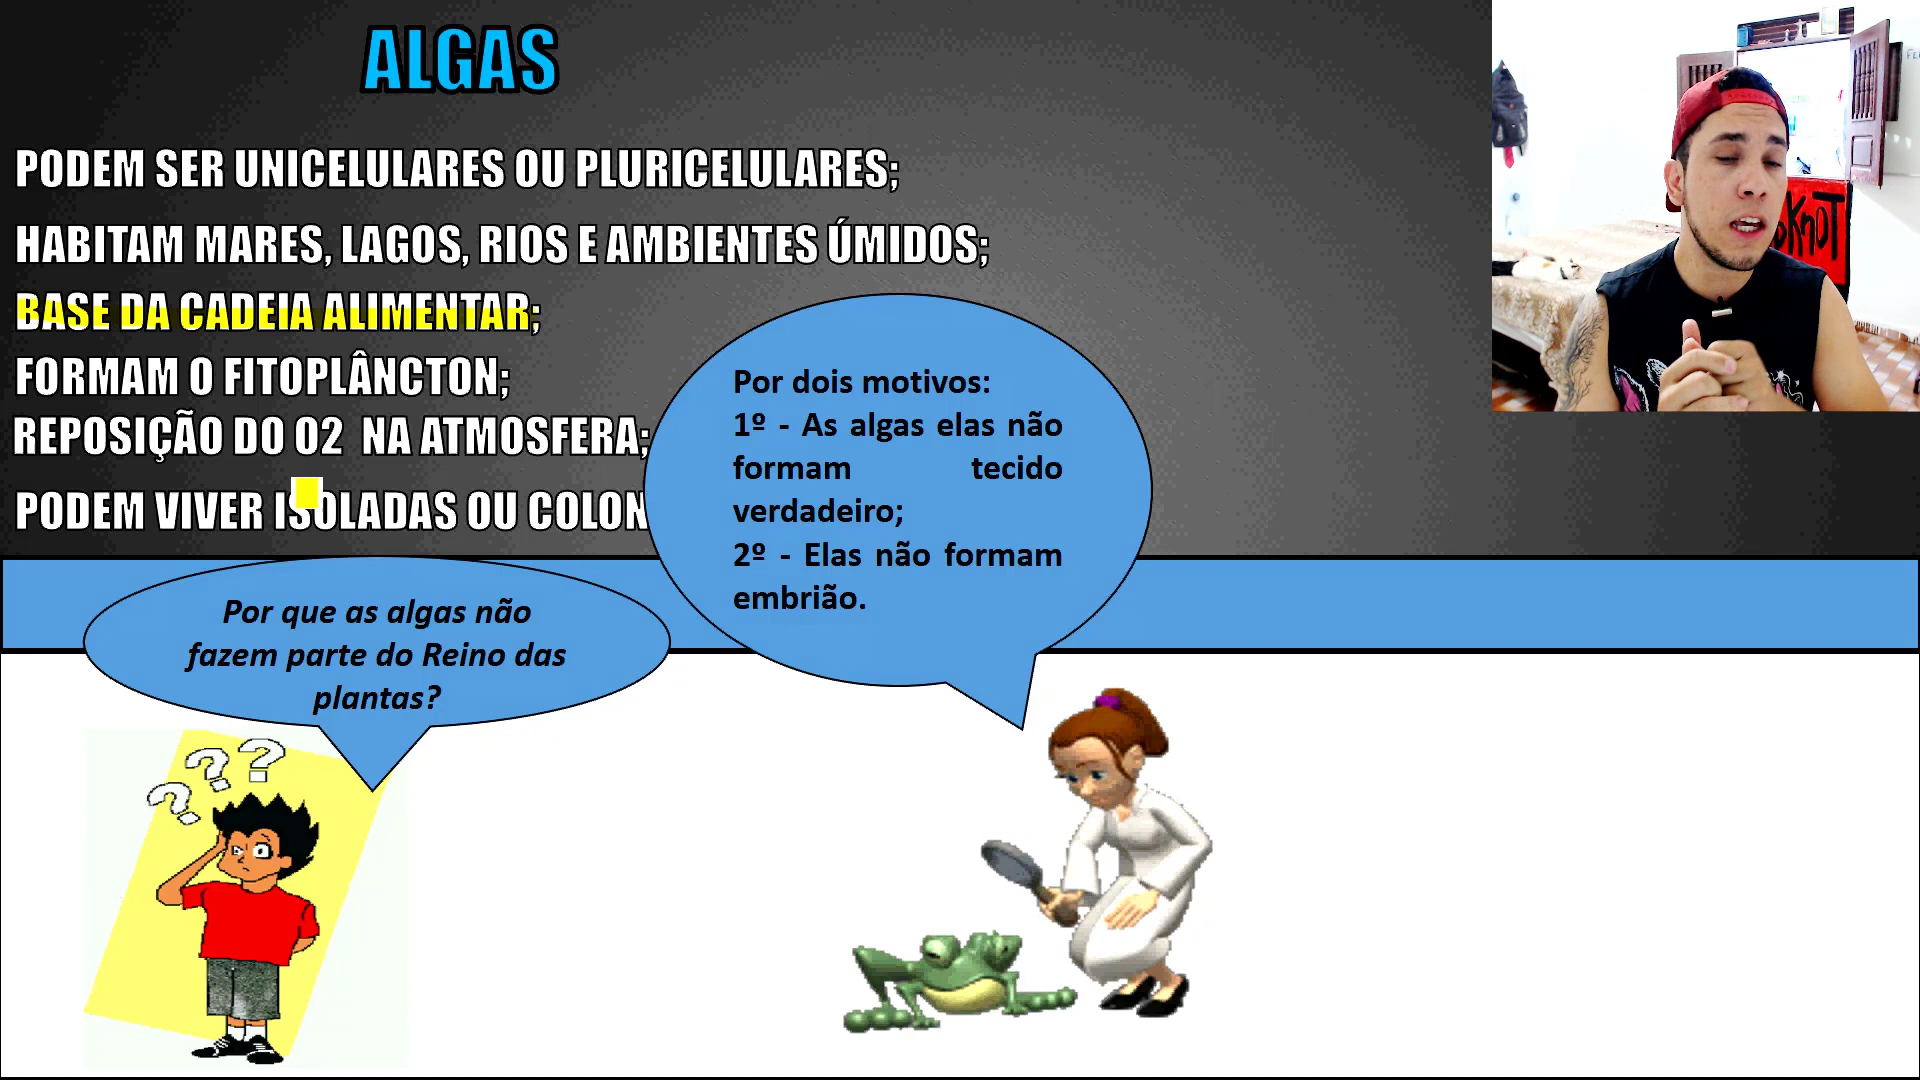 ALGAS
PODEM SER UNICELULARES OU PLURICELULARES;
HABITAM MARES, LAGOS, RIOS E AMBIENTES ÚMIDOS;
BASE DA CADEIA ALIMENTAR;
FORMAM O FITOPLÂNCTON;
REPOSIÇÃO DO O2 NA ATMOSFERA;
PODEM VIVER ISOLADAS OU COLON
Por dois motivos:
1º - As algas elas não
formam tecido
verdadeiro;
2º - Elas não formam
embrião.
Por que as algas não
fazem parte do Reino das
plantas?
? ? ?